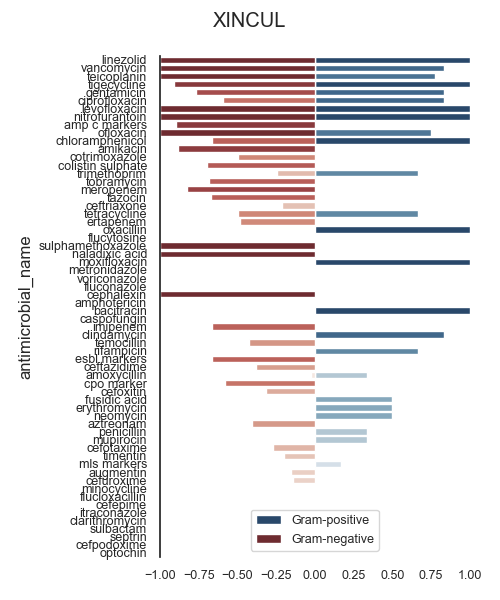 XINCUL
antimicrobial_name
linezolid
vancomycin
teicoplanin
tigecycline
gentamicin
ciprofloxacin
levofloxacin
nitrofurantoin
amp c markers
ofloxacin
chloramphenicol
amikacin
cotrimoxazole
colistin sulphate
trimethoprim
tobramycin
meropenem
tazocin
ceftriaxone
tetracycline
ertapenem
oxacillin
flucytosine
sulphamethoxazole
naladixic acid
moxifloxacin
metronidazole
voriconazole
fluconazole
cephalexin
amphotericin
bacitracin
caspofungin
imipenem
clindamycin
temocillin
rifampicin
esbl markers
ceftazidime
amoxycillin
cpo marker
cefoxitin
fusidic acid
erythromycin
neomycin
aztreonam
penicillin
mupirocin
cefotaxime
timentin
mls markers
augmentin
cefuroxime
minocycline
flucloxacillin
cefepime
itraconazole
clarithromycin
sulbactam
septrin
cefpodoxime
optochin
Gram-positive
Gram-negative
−1.00 −0.75 −0.50 −0.25 0.00 0.25 0.50 0.75 1.00